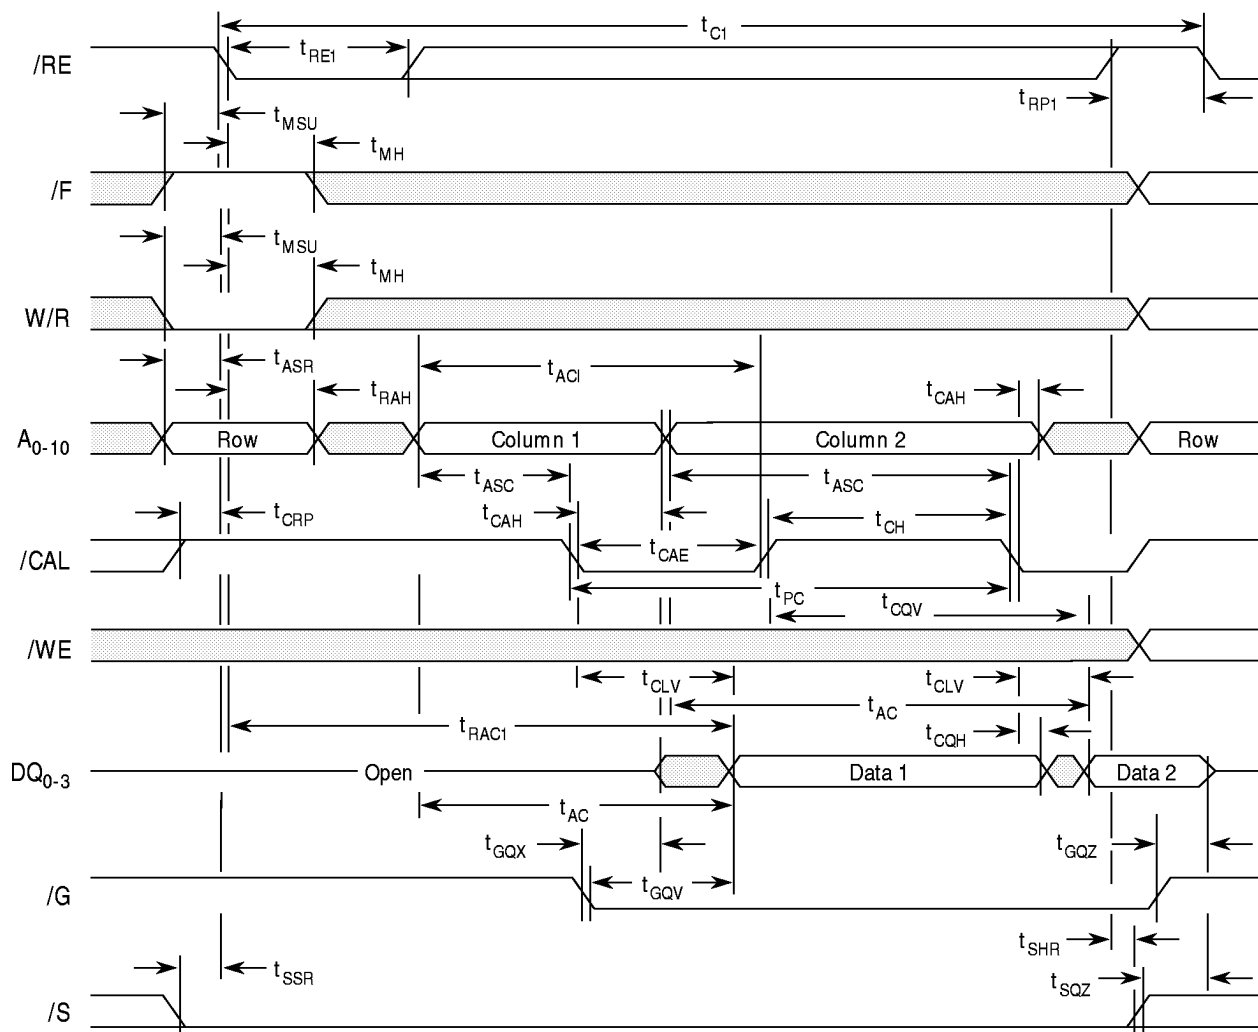 tC1
tRE1
/RE
tRP1
tMSU
tMH
/F
tMSU
tMH
W/R
tASR
tACI
tRAH
tCAH
A0-10 Row Column 1 Column 2 Row
tASC tASC
tCRP tCAH tCH
/CAL tCAE
tPC tCQV
/WE
tCLV tCLV
tAC
tRAC1 tCQH
DQ0-3 Open Data 1 Data 2
tAC
tGQX tGQZ
/G tGQV
tSHR
tSSR tSQZ
/S